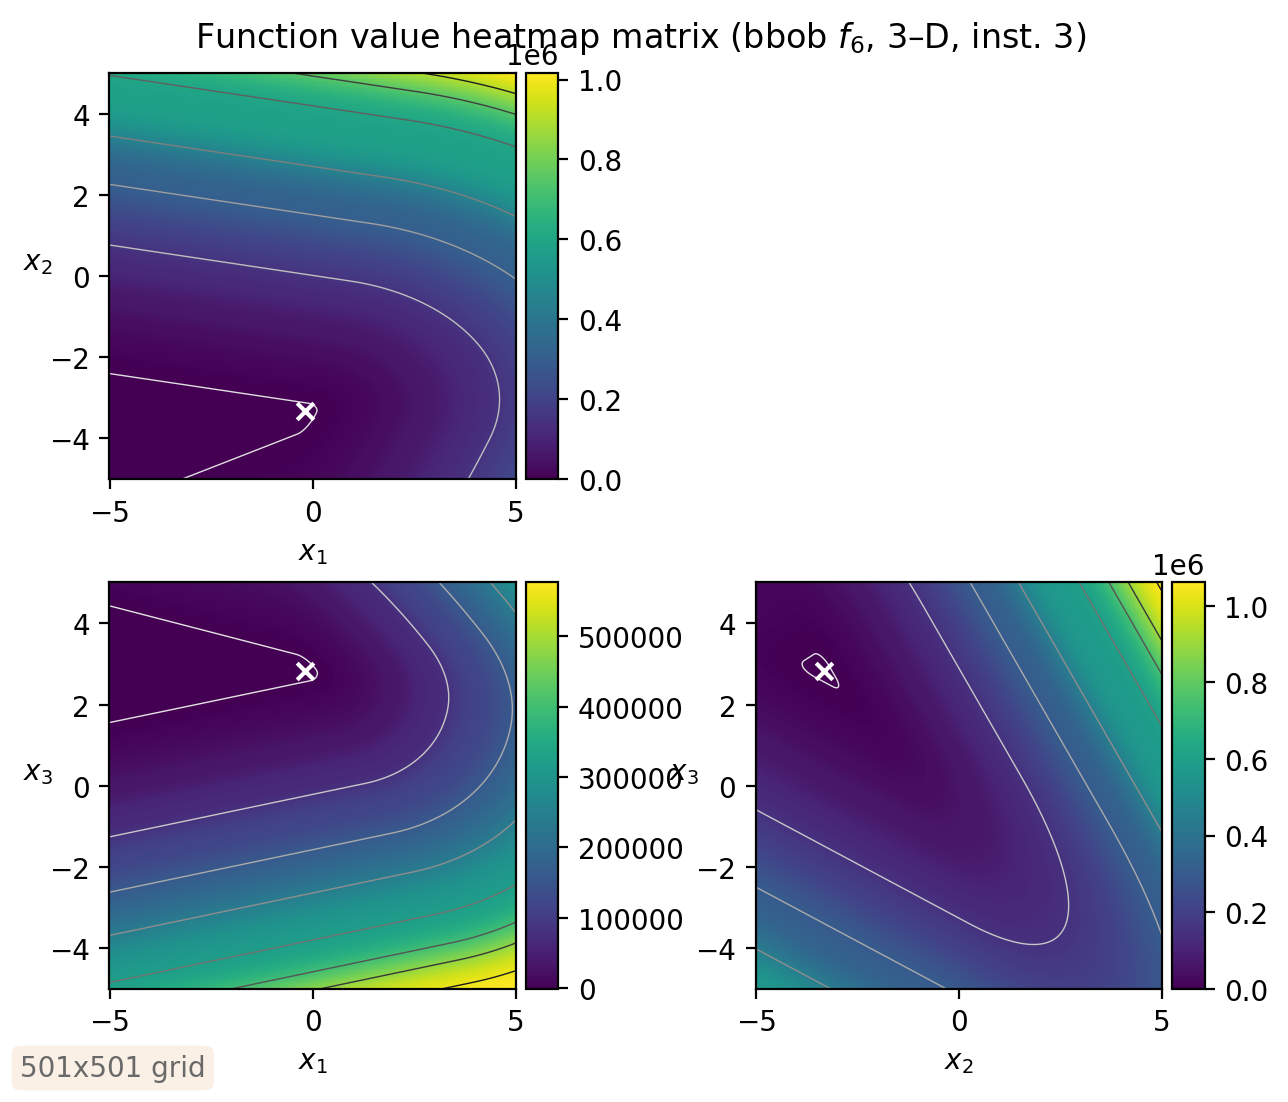 Function value heatmap matrix (bbob f6, 3–D, inst. 3)
1e6
1.0
0.8
0.6
0.4
0.2
0.0
4
2
0
−2
−4
x2
−5 0 5
x1
500000
400000
300000
200000
100000
0
4
2
0
−2
−4
x3
−5 0 5
x1
1e6
1.0
0.8
0.6
0.4
0.2
0.0
4
2
0
−2
−4
x3
−5 0 5
x2
501x501 grid